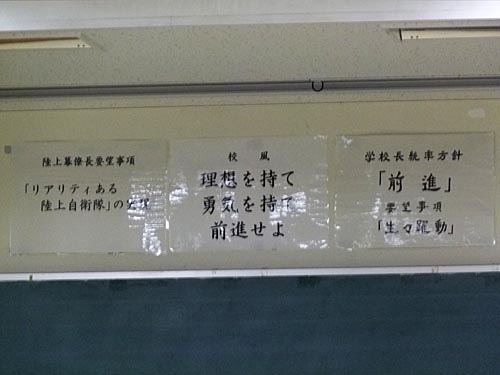 陸上幕僚長要望事項
「リアリティある
陸上自衛隊」の
校風
理想を持て
勇気を持て
前進せよ
学校長統率方針
「前進」
要望事項
「生々躍動」